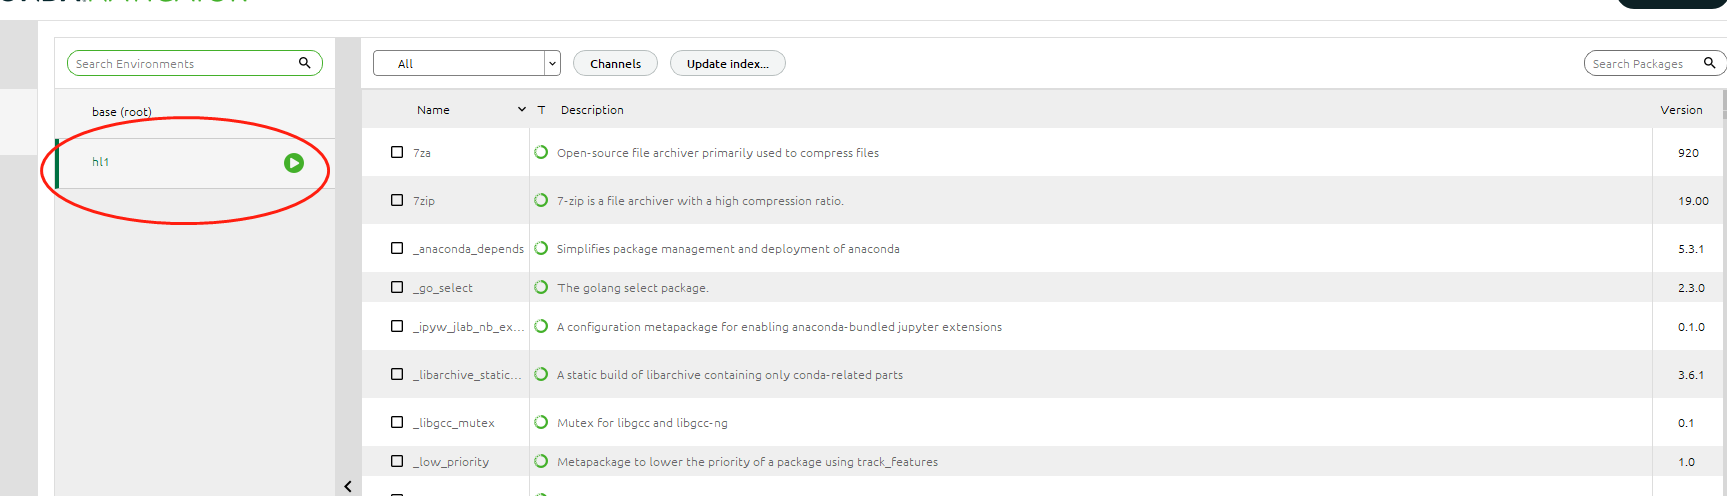 Search Environments
All
Channels
Update index...
Search Packages
base (root)
hl1
Name T Description Version
7za Open-source file archiver primarily used to compress files 920
7zip 7-zip is a file archiver with a high compression ratio. 19.00
_anaconda_depends Simplifies package management and deployment of anaconda 5.3.1
_go_select The golang select package. 2.3.0
_ipyw_jlab_nb_ex... A configuration metapackage for enabling anaconda-bundled jupyter extensions 0.1.0
_libarchive_static... A static build of libarchive containing only conda-related parts 3.6.1
_libgcc_mutex Mutex for libgcc and libgcc-ng 0.1
_low_priority Metapackage to lower the priority of a package using track_features 1.0